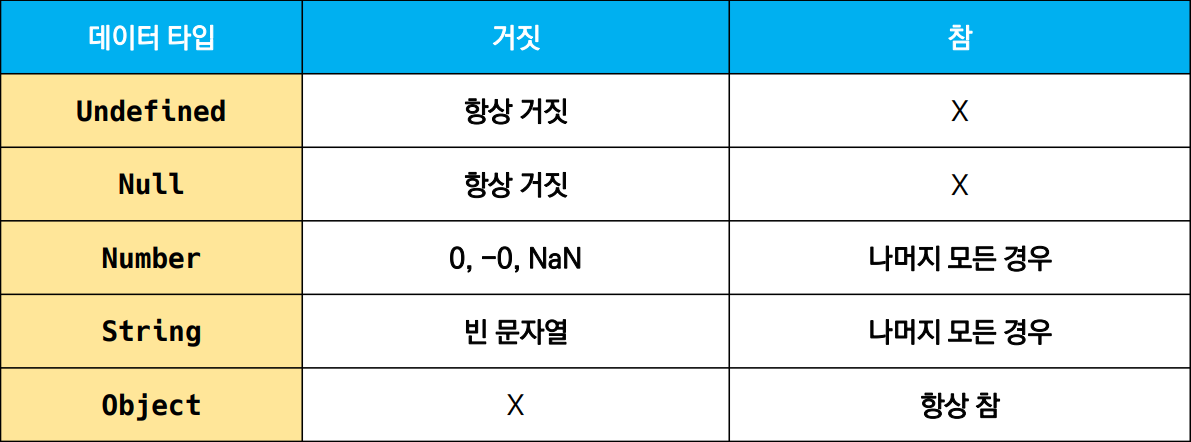 데이터 타입 거짓 참
Undefined 항상 거짓 X
Null 항상 거짓 X
Number 0, -0, NaN 나머지 모든 경우
String 빈 문자열 나머지 모든 경우
Object X 항상 참